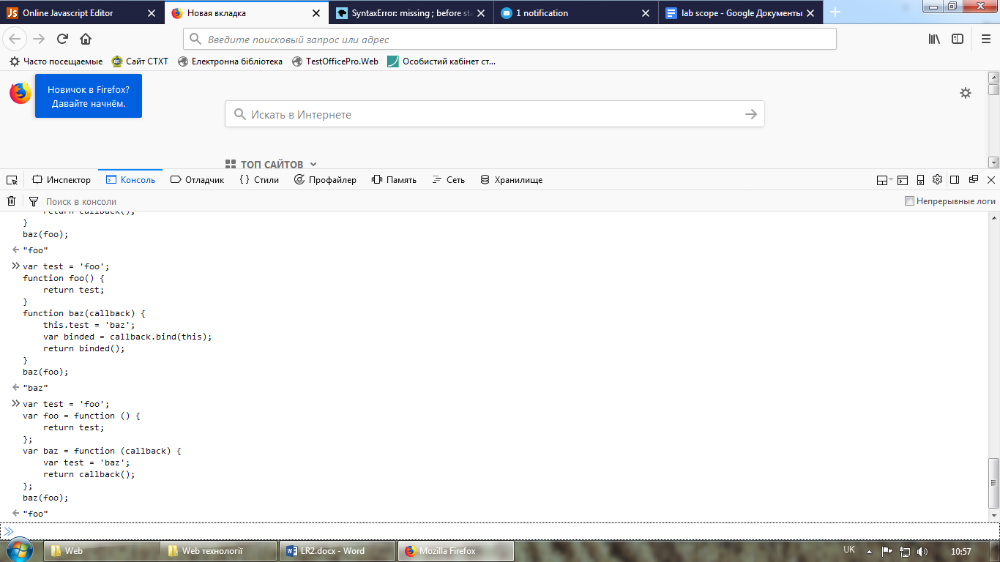 Online Javascript Editor
Новая вкладка
SyntaxError: missing ; before sta
1 notification
lab scope - Google Документы
Введите поисковый запрос или адрес
Часто посещаемые
Сайт СТХТ
Електронна бібліотека
TestOfficePro.Web
Особистий кабінет ст...
Новичок в Firefox?
Давайте начнём.
Искать в Интернете
ТОП САЙТОВ
Инспектор
Консоль
Отладчик
Стили
Профайлер
Память
Сеть
Хранилище
Поиск в консоли
Непрерывные логи
return callback();
}
baz(foo);
"foo"
var test = 'foo';
function foo() {
return test;
}
function baz(callback) {
this.test = 'baz';
var binded = callback.bind(this);
return binded();
}
baz(foo);
"baz"
var test = 'foo';
var foo = function () {
return test;
};
var baz = function (callback) {
var test = 'baz';
return callback();
};
baz(foo);
"foo"
Web
Web технології
LR2.docx - Word
Mozilla Firefox
UK
10:57